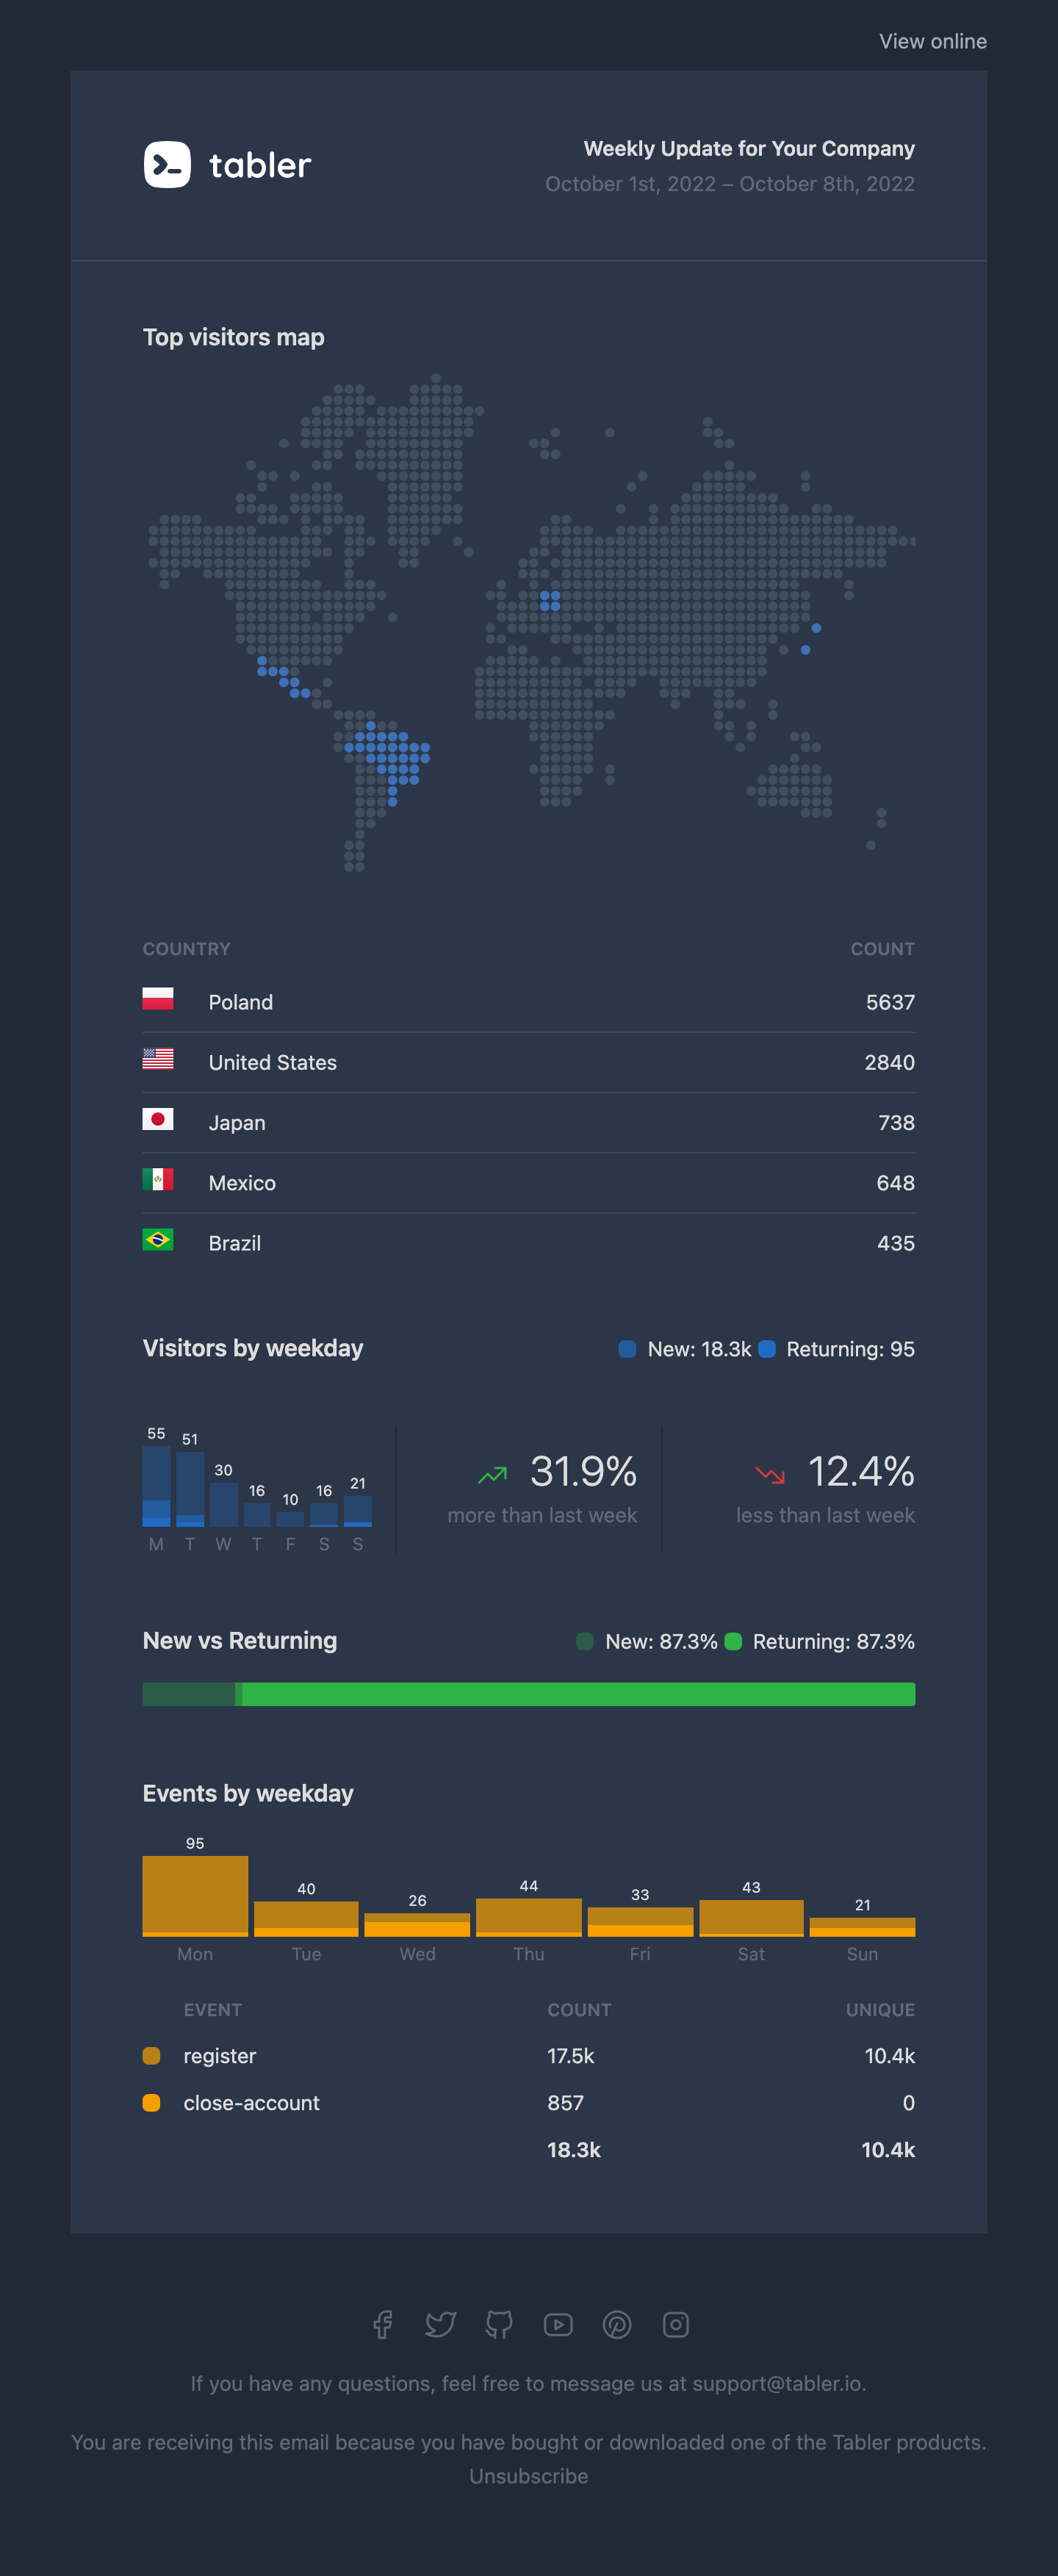 View online
tabler
Weekly Update for Your Company
October 1st, 2022 – October 8th, 2022
Top visitors map
COUNTRY COUNT
Poland 5637
United States 2840
Japan 738
Mexico 648
Brazil 435
Visitors by weekday New: 18.3k Returning: 95
55 51 30 16 10 16 21
M T W T F S S
31.9%
more than last week
12.4%
less than last week
New vs Returning New: 87.3% Returning: 87.3%
Events by weekday
95 40 26 44 33 43 21
Mon Tue Wed Thu Fri Sat Sun
EVENT COUNT UNIQUE
register 17.5k 10.4k
close-account 857 0
18.3k 10.4k
If you have any questions, feel free to message us at support@tabler.io.
You are receiving this email because you have bought or downloaded one of the Tabler products.
Unsubscribe